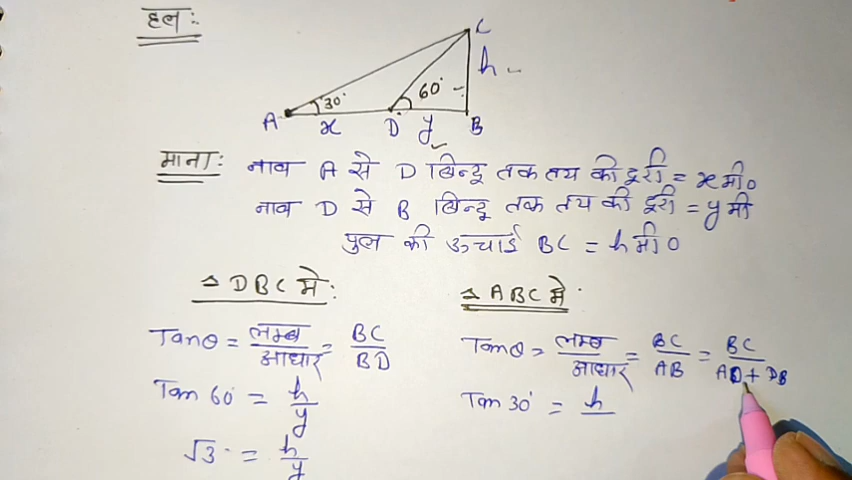 हल :
C
h
30°
60°
A x D y B
माना: नाव A से D बिन्दू तक तय की दूरी = x मी०
नाव D से B बिन्दू तक तय की दूरी = y मी
पुल की ऊचाई BC = h मी०
△ DBC मे :
Tanθ = लम्ब/आधार = BC/BD
Tan 60° = h/y
√3 = h/y
△ ABC मे
Tanθ = लम्ब/आधार = BC/AB = BC/AD + DB
Tan 30° = h